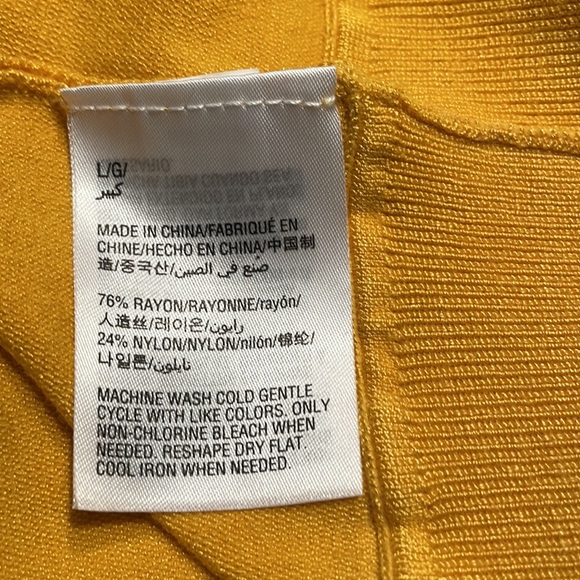 L/G/
كبير
MADE IN CHINA/FABRIQUÉ EN
CHINE/HECHO EN CHINA/中国制
造/중국산/صُنع في الصين
76% RAYON/RAYONNE/rayón/
人造丝/레이온/رايون
24% NYLON/NYLON/nilón/锦纶/
나일론/نايلون
MACHINE WASH COLD GENTLE
CYCLE WITH LIKE COLORS. ONLY
NON-CHLORINE BLEACH WHEN
NEEDED. RESHAPE DRY FLAT.
COOL IRON WHEN NEEDED.